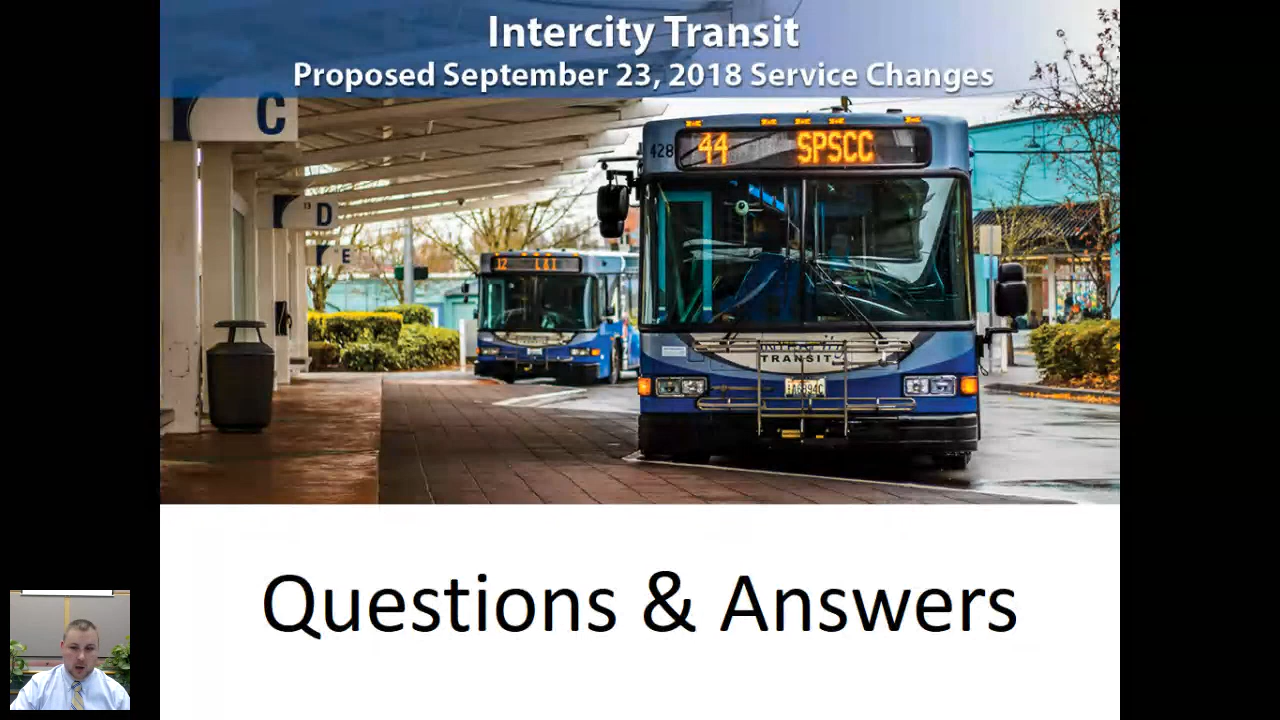 Intercity Transit
Proposed September 23, 2018 Service Changes
C
D
E
428
44 SPSCC
12 L&I
TRANSIT
Questions & Answers